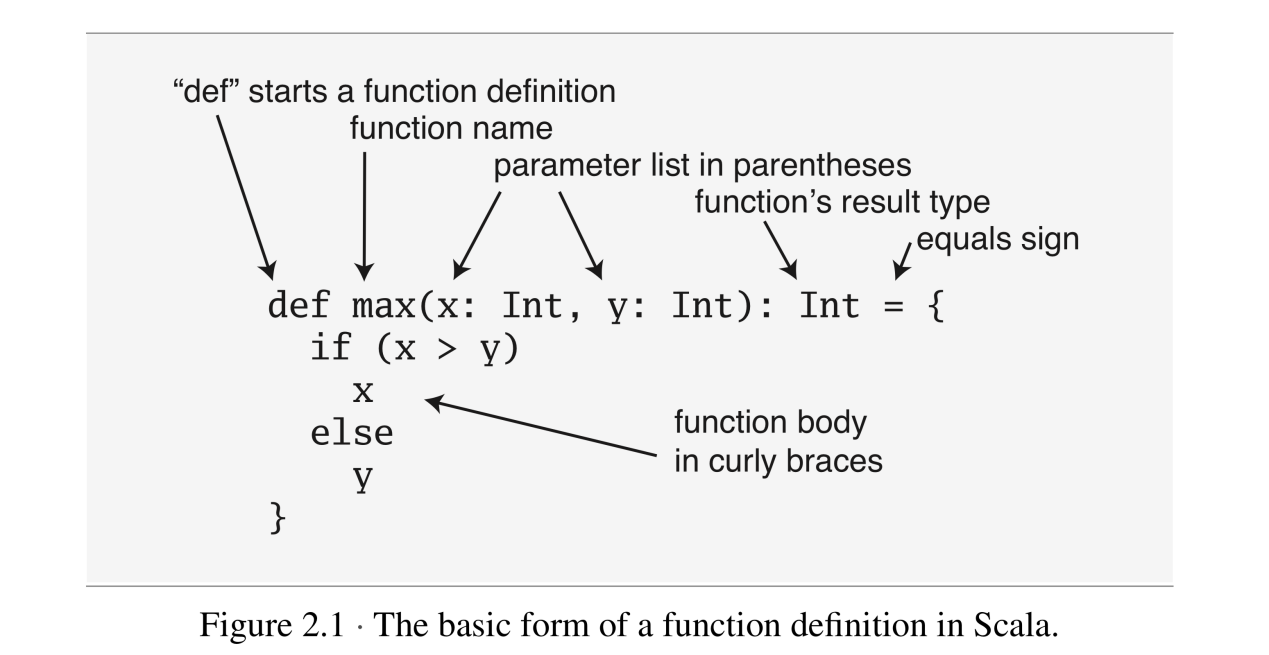 “def” starts a function definition
function name
parameter list in parentheses
function’s result type
equals sign
def max(x: Int, y: Int): Int = {
if (x > y)
x
else
y
}
function body
in curly braces
Figure 2.1 · The basic form of a function definition in Scala.